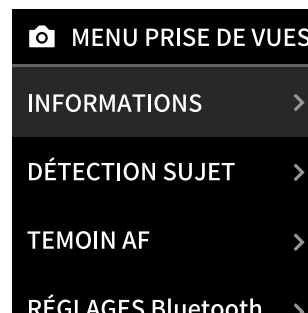 MENU PRISE DE VUES
INFORMATIONS
DÉTECTION SUJET
TEMOIN AF
RÉGLAGES Bluetooth